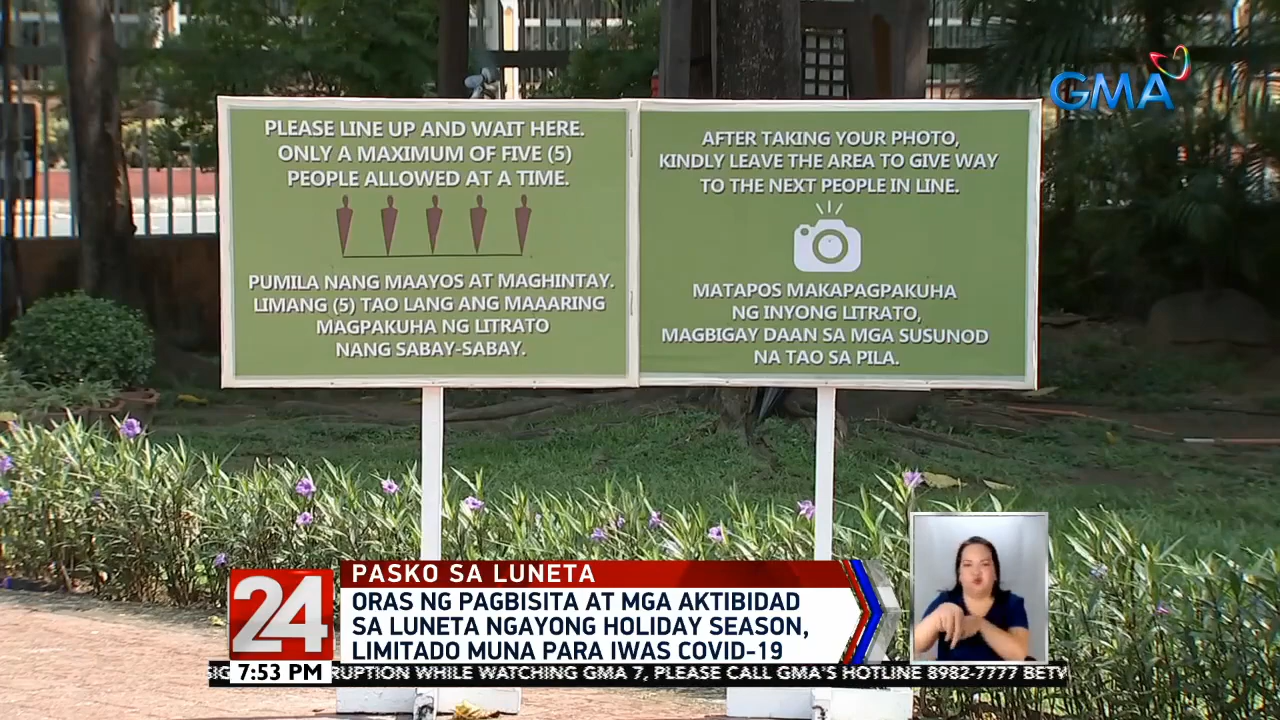 GMA
PLEASE LINE UP AND WAIT HERE.
ONLY A MAXIMUM OF FIVE (5)
PEOPLE ALLOWED AT A TIME.
PUMILA NANG MAAYOS AT MAGHINTAY.
LIMANG (5) TAO LANG ANG MAAARING
MAGPAKUHA NG LITRATO
NANG SABAY-SABAY.
AFTER TAKING YOUR PHOTO,
KINDLY LEAVE THE AREA TO GIVE WAY
TO THE NEXT PEOPLE IN LINE.
MATAPOS MAKAPAGPAKUHA
NG INYONG LITRATO,
MAGBIGAY DAAN SA MGA SUSUNOD
NA TAO SA PILA.
24
PASKO SA LUNETA
ORAS NG PAGBISITA AT MGA AKTIBIDAD
SA LUNETA NGAYONG HOLIDAY SEASON,
LIMITADO MUNA PARA IWAS COVID-19
7:53 PM
RUPTION WHILE WATCHING GMA 7, PLEASE CALL GMA'S HOTLINE 8982-7777 BETW